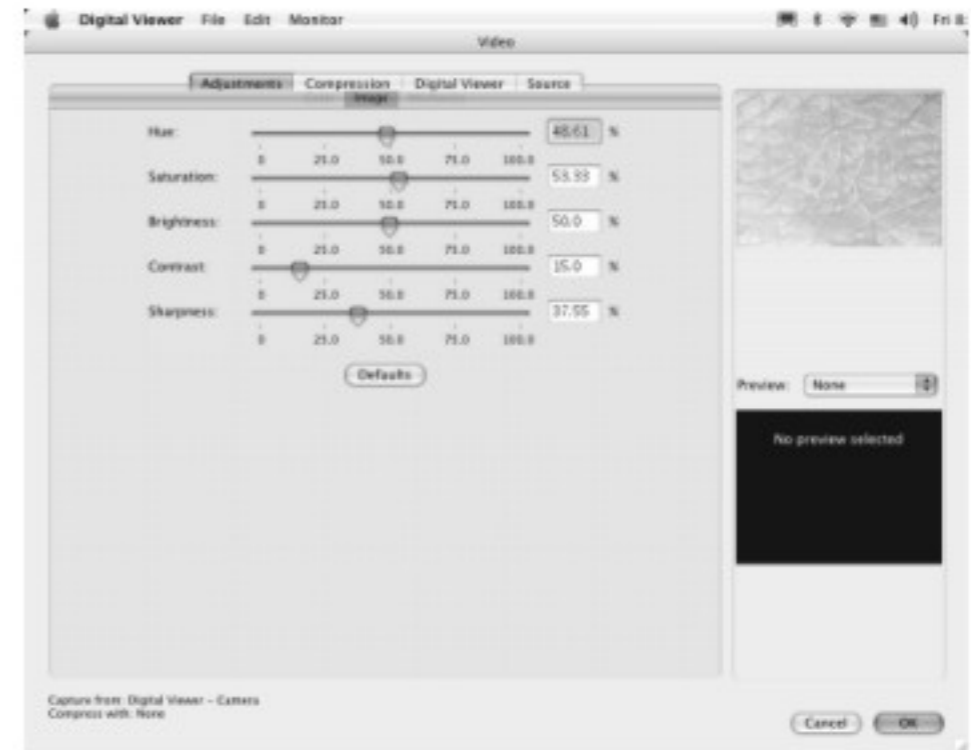 Digital Viewer File Edit Monitor Fri 8:
Video
Adjustments Compression Digital Viewer Source
Image
Hue: 48.61 %
0 25.0 50.0 75.0 100.0
Saturation: 53.33 %
0 25.0 50.0 75.0 100.0
Brightness: 50.0 %
0 25.0 50.0 75.0 100.0
Contrast: 15.0 %
0 25.0 50.0 75.0 100.0
Sharpness: 37.55 %
0 25.0 50.0 75.0 100.0
Defaults
Preview: None
No preview selected
Capture from: Digital Viewer - Camera
Compress with: None
Cancel OK